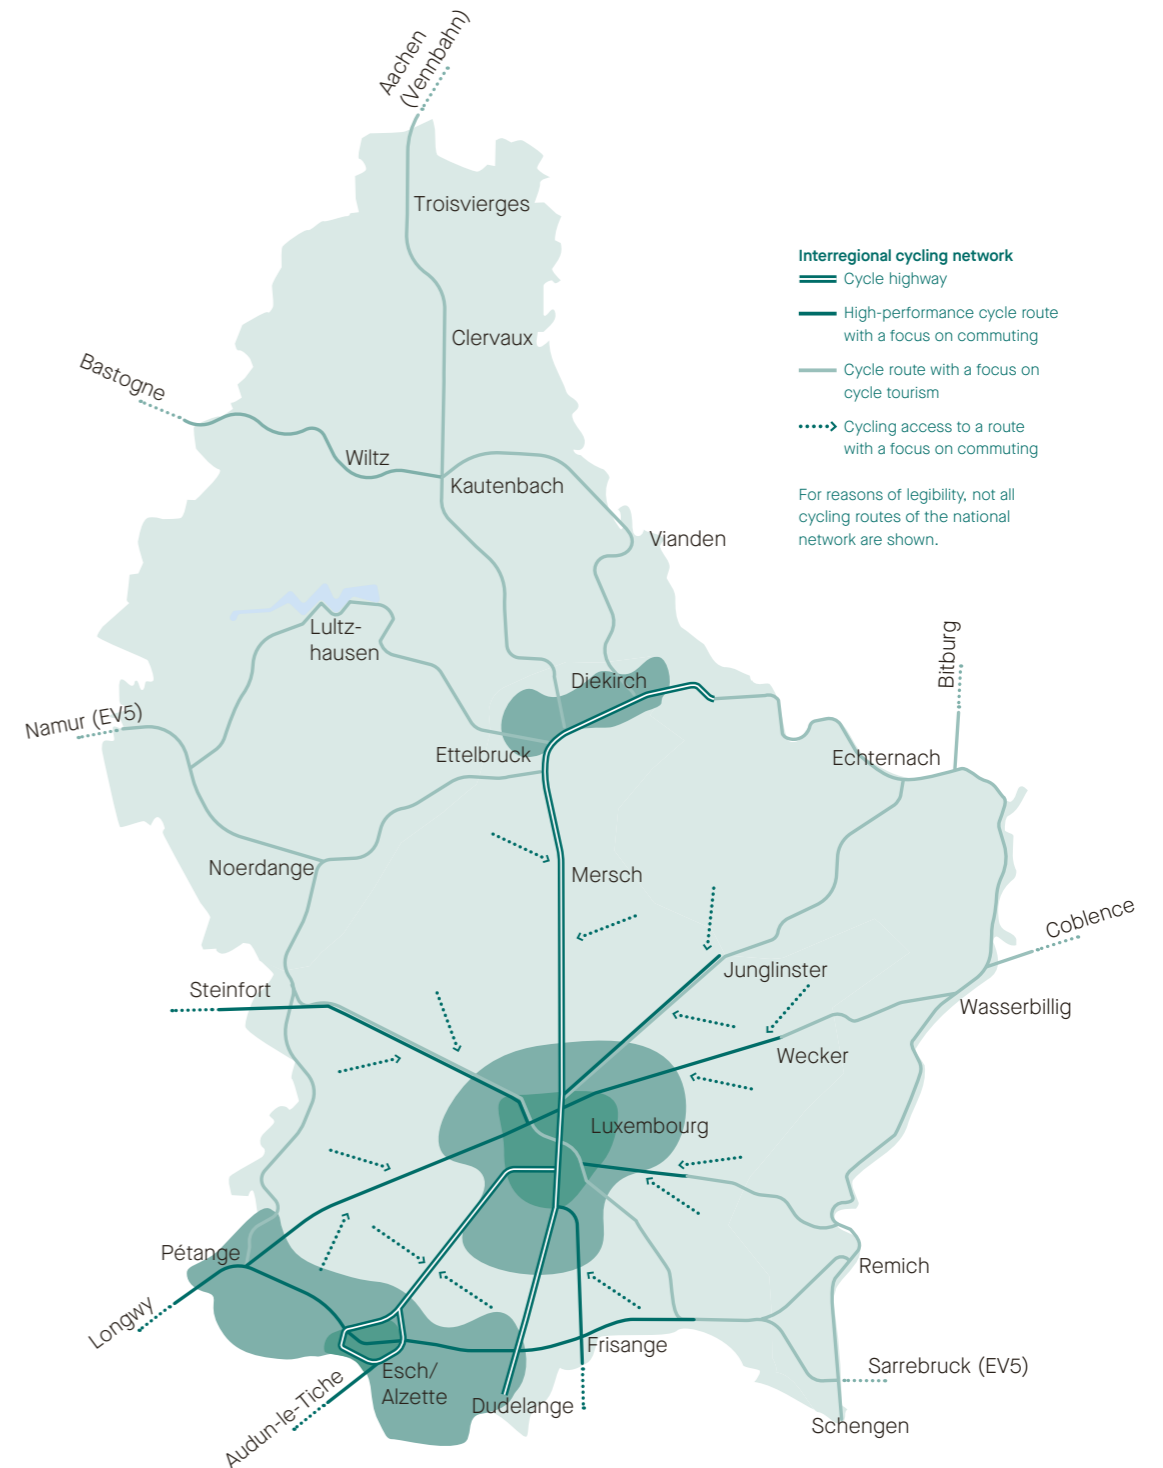 Aachen
(Vennbahn)
Troisvierges
Interregional cycling network
Cycle highway
High-performance cycle route
with a focus on commuting
Cycle route with a focus on
cycle tourism
Cycling access to a route
with a focus on commuting
For reasons of legibility, not all
cycling routes of the national
network are shown.
Clervaux
Bastogne
Wiltz
Kautenbach
Vianden
Lultz-
hausen
Bitburg
Diekirch
Namur (EV5)
Ettelbruck
Echternach
Noerdange
Mersch
Coblence
Junglinster
Steinfort
Wasserbillig
Wecker
Luxembourg
Pétange
Remich
Longwy
Frisange
Sarrebruck (EV5)
Esch/
Alzette
Dudelange
Audun-le-Tiche
Schengen